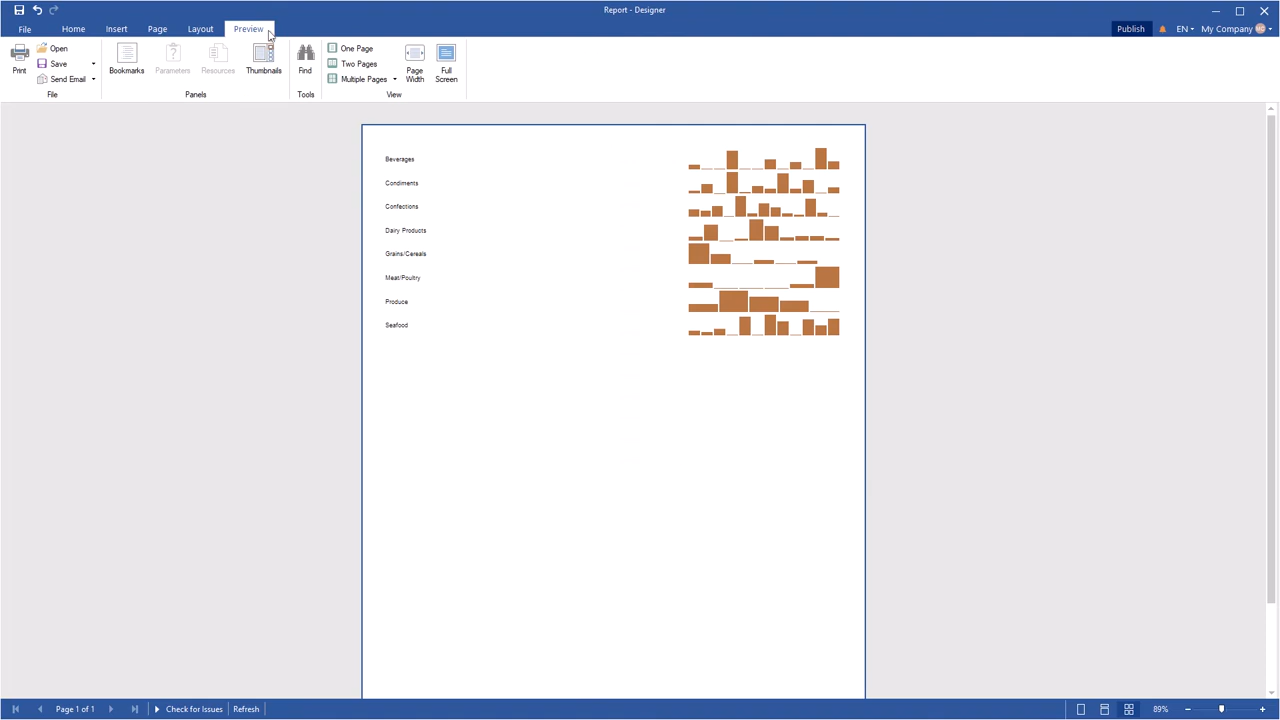 Report - Designer
File Home Insert Page Layout Preview Publish EN My Company
Print Open Save Send Email Bookmarks Parameters Resources Thumbnails Find One Page Two Pages Multiple Pages Page Width Full Screen
File Panels Tools View
Beverages
Condiments
Confections
Dairy Products
Grains/Cereals
Meat/Poultry
Produce
Seafood
Page 1 of 1 Check for Issues Refresh 89%